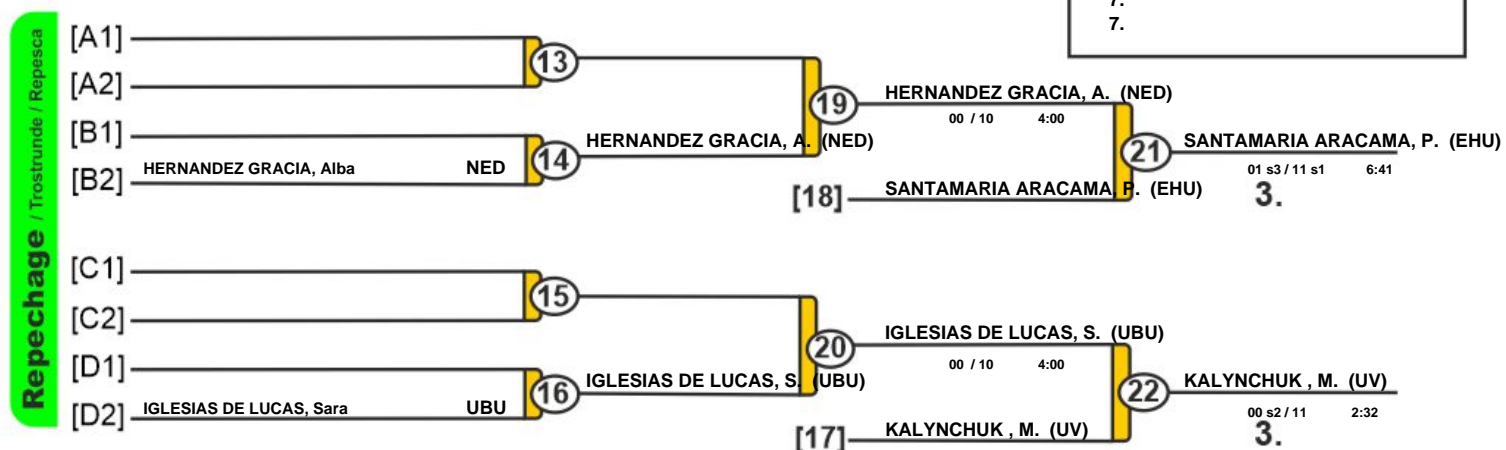 7.
7.
Repechage / Trostrunde / Repesca
[A1]
13
[A2]
19
HERNANDEZ GRACIA, A. (NED)
00 / 10 4:00
[B1]
HERNANDEZ GRACIA, A. (NED)
21
SANTAMARIA ARACAMA, P. (EHU)
14
HERNANDEZ GRACIA, Alba NED
01 s3 / 11 s1 6:41
[B2]
[18]
SANTAMARIA ARACAMA, P. (EHU)
3.
[C1]
15
[C2]
20
IGLESIAS DE LUCAS, S. (UBU)
00 / 10 4:00
[D1]
IGLESIAS DE LUCAS, S. (UBU)
22
KALYNCHUK , M. (UV)
16
[D2]
IGLESIAS DE LUCAS, Sara UBU
00 s2 / 11 2:32
[17]
KALYNCHUK , M. (UV)
3.